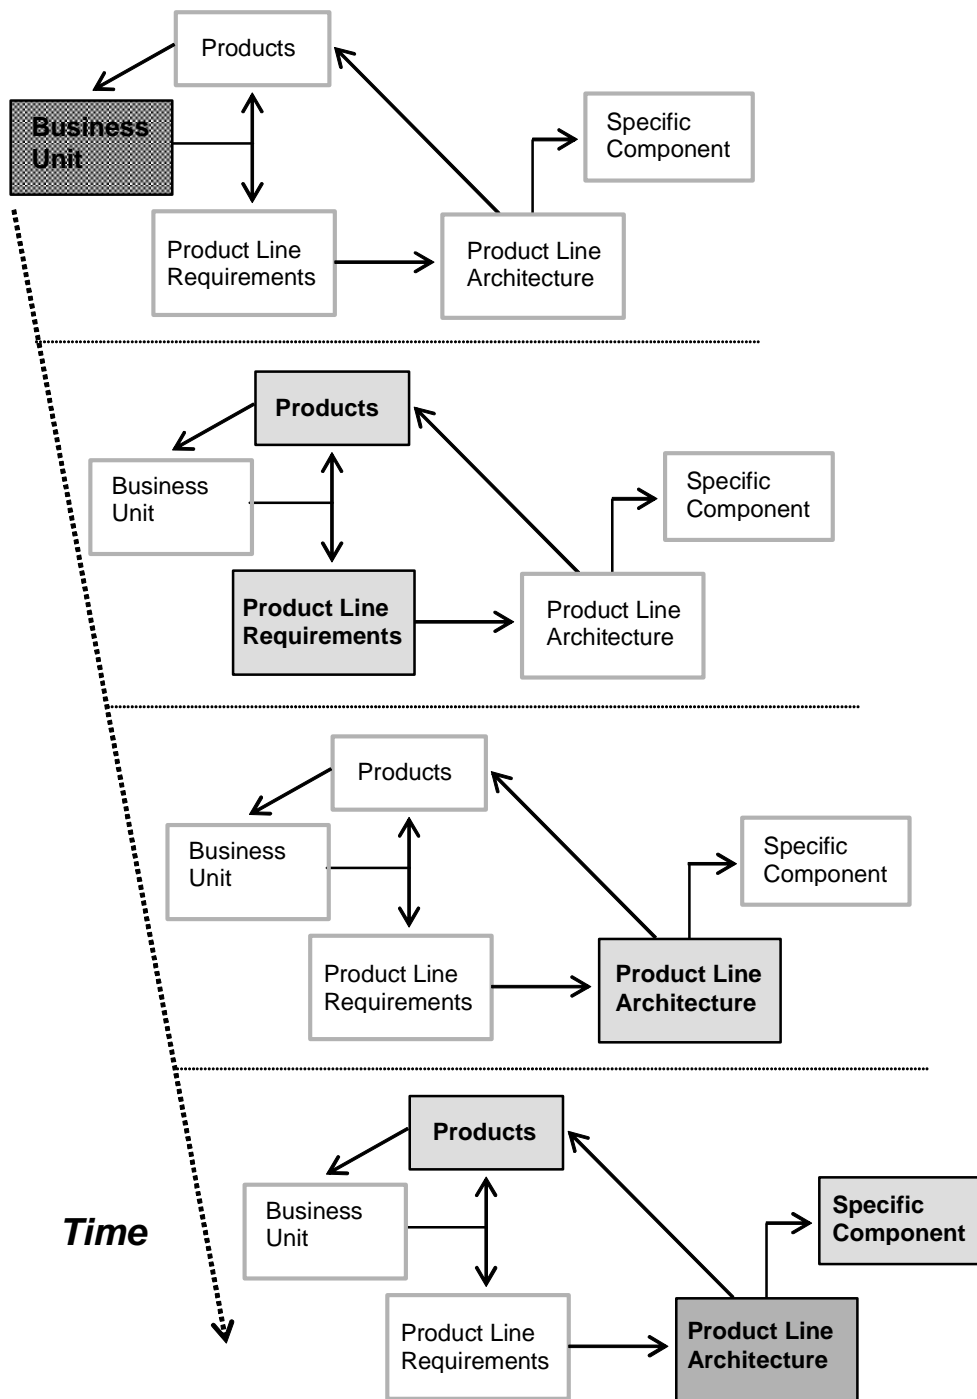 Products
Business
Unit
Specific
Component
Product Line
Requirements
Product Line
Architecture
Products
Business
Unit
Specific
Component
Product Line
Requirements
Product Line
Architecture
Products
Business
Unit
Specific
Component
Product Line
Requirements
Product Line
Architecture
Products
Business
Unit
Specific
Component
Time
Product Line
Requirements
Product Line
Architecture